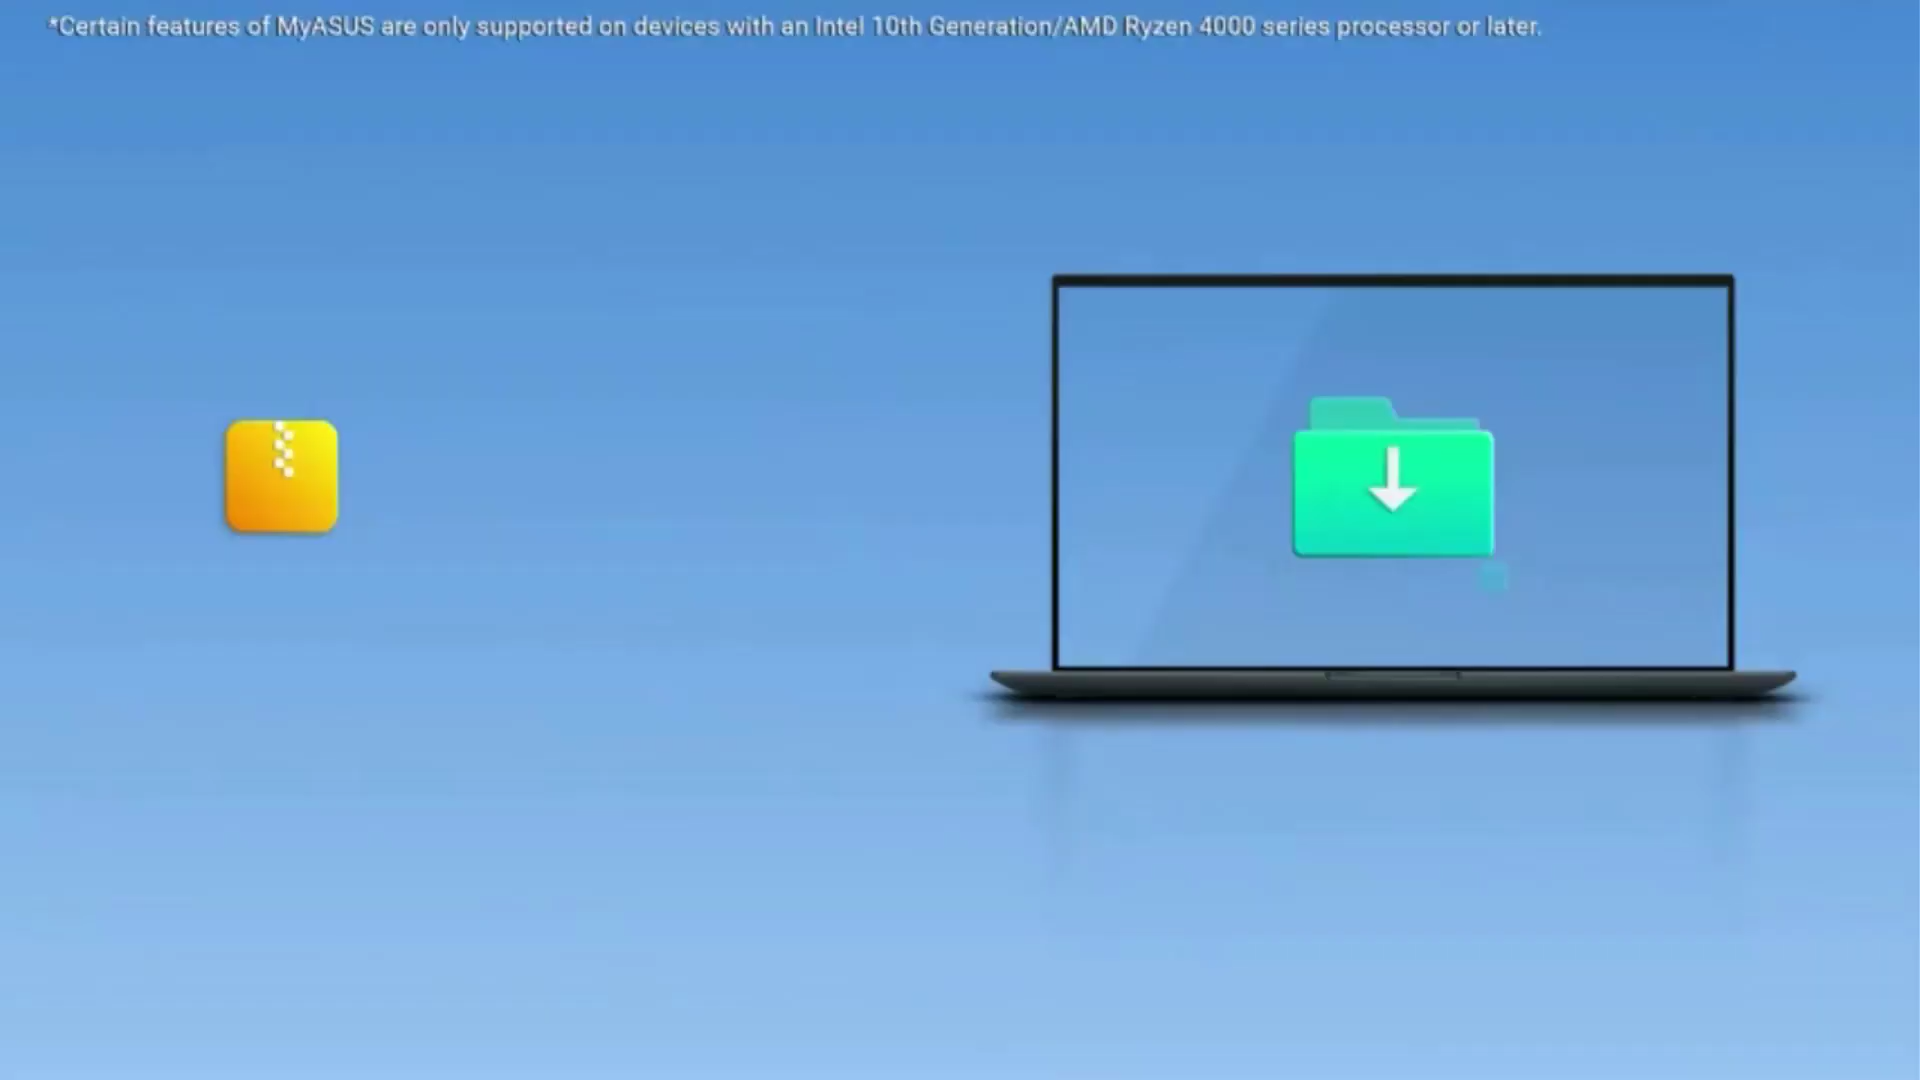 *Certain features of MyASUS are only supported on devices with an Intel 10th Generation/AMD Ryzen 4000 series processor or later.